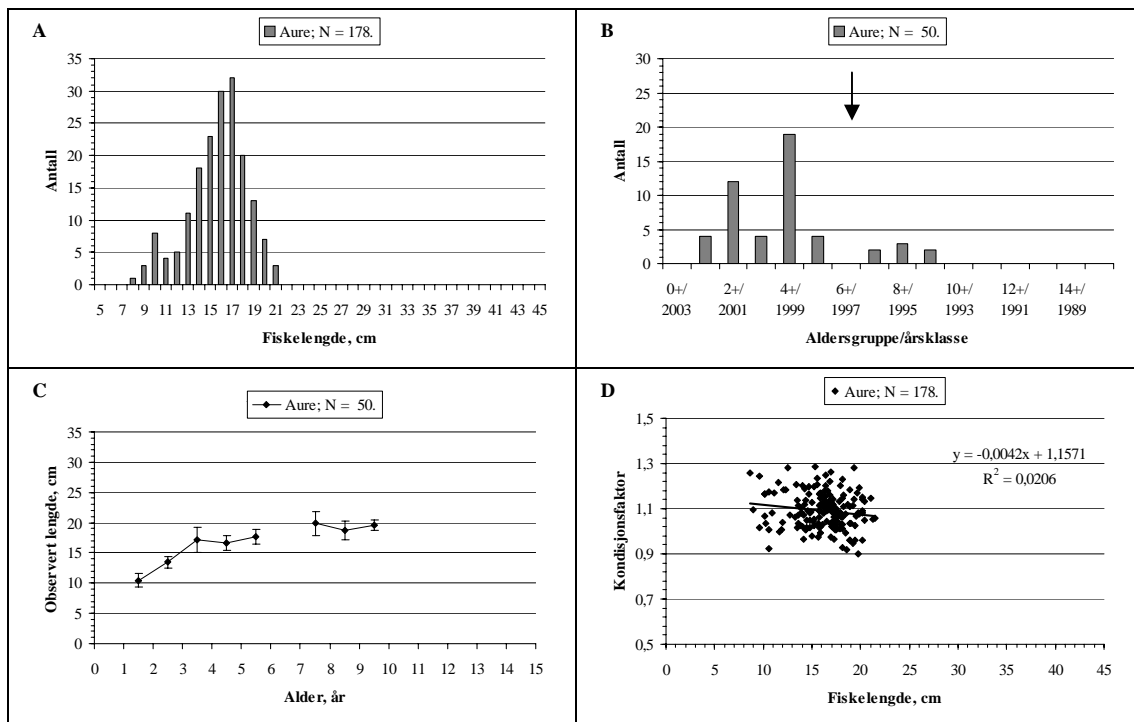 A
Aure; N = 178.
Antall
35
30
25
20
15
10
5
0
5 7 9 11 13 15 17 19 21 23 25 27 29 31 33 35 37 39 41 43 45
Fiskelengde, cm
B
Aure; N = 50.
Antall
30
25
20
15
10
5
0
0+/ 2+/ 4+/ 6+/ 8+/ 10+/ 12+/ 14+/
2003 2001 1999 1997 1995 1993 1991 1989
Aldersgruppe/årsklasse
C
Aure; N = 50.
Observert lengde, cm
35
30
25
20
15
10
5
0
0 1 2 3 4 5 6 7 8 9 10 11 12 13 14 15
Alder, år
D
Aure; N = 178.
Kondisjonsfaktor
1,5
1,3
1,1
0,9
0,7
0,5
y = -0,0042x + 1,1571
R² = 0,0206
0 5 10 15 20 25 30 35 40 45
Fiskelengde, cm